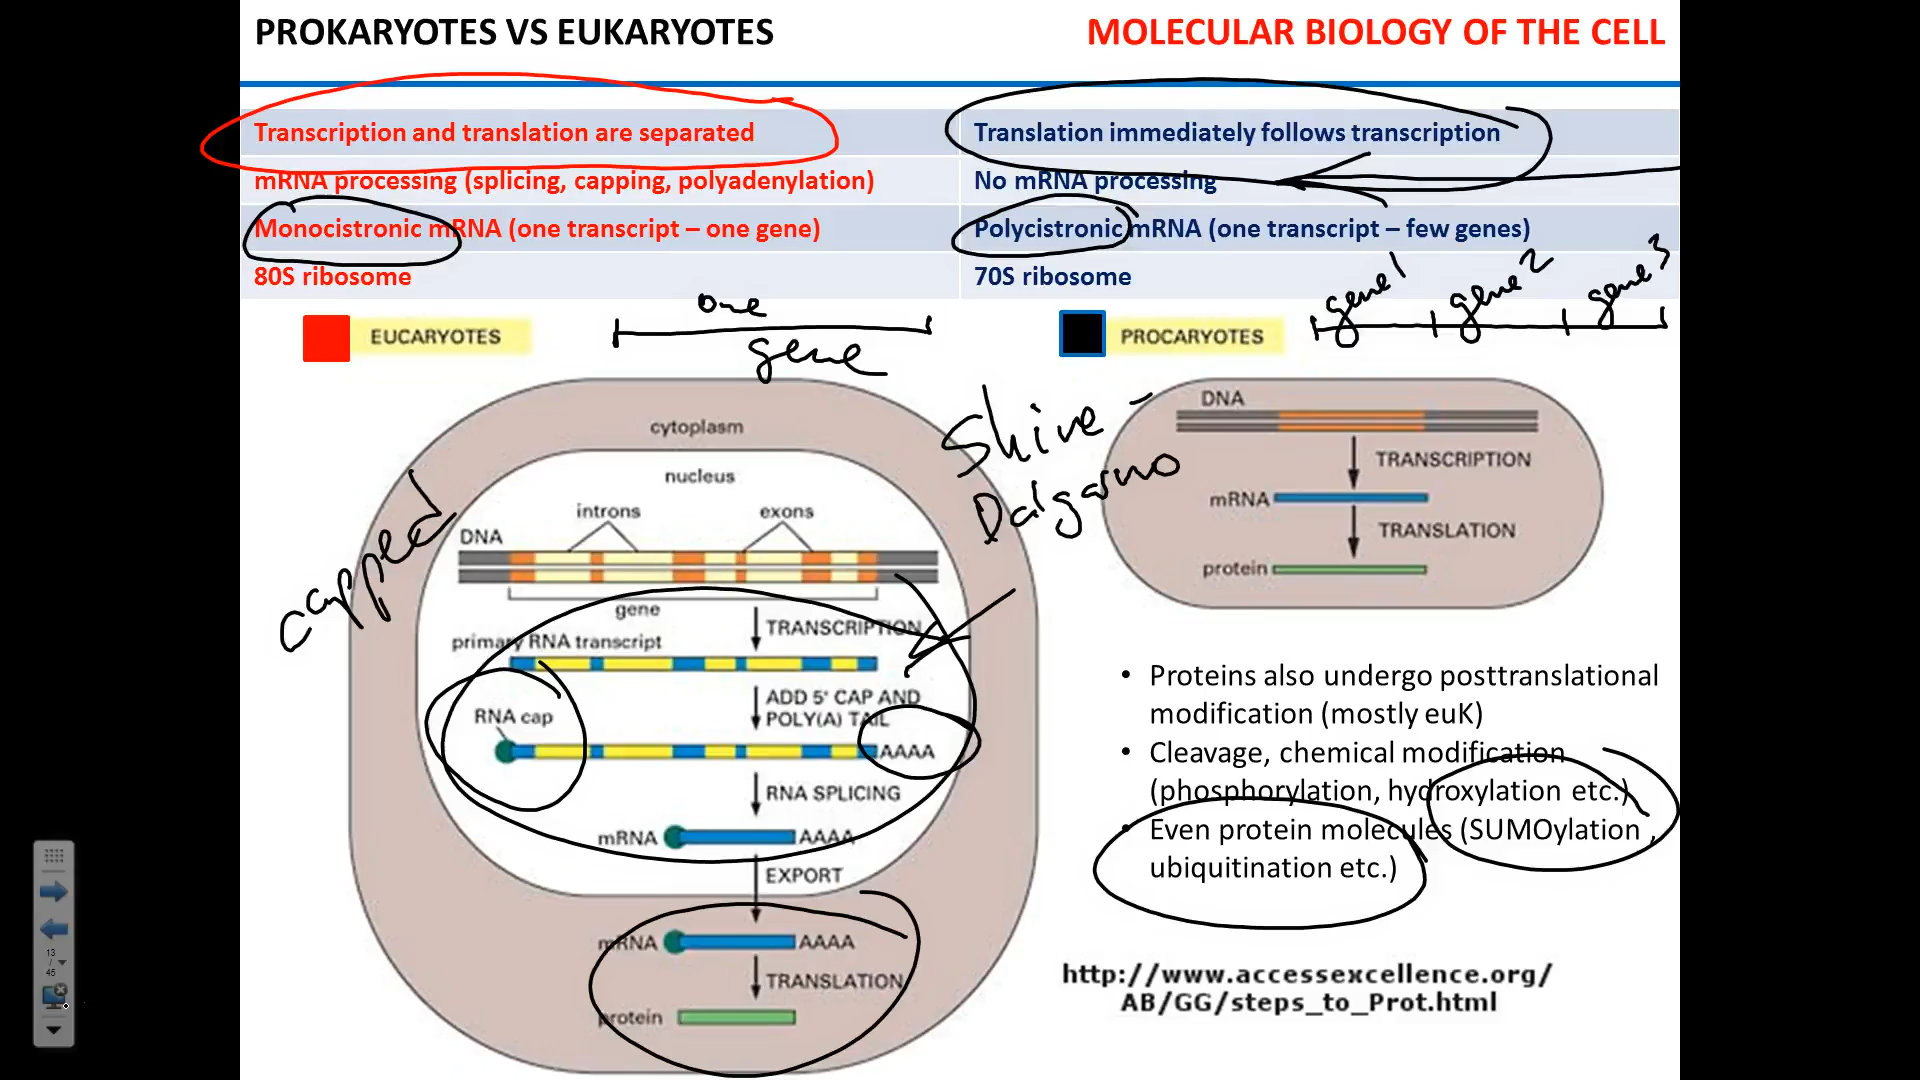 PROKARYOTES VS EUKARYOTES
MOLECULAR BIOLOGY OF THE CELL
Transcription and translation are separated
Translation immediately follows transcription
mRNA processing (splicing, capping, polyadenylation)
No mRNA processing
Monocistronic mRNA (one transcript – one gene)
Polycistronic mRNA (one transcript – few genes)
80S ribosome
70S ribosome
EUCARYOTES
one
gene
PROCARYOTES
gene 1
gene 2
gene 3
cytoplasm
nucleus
introns
exons
DNA
gene
TRANSCRIPTION
primary RNA transcript
ADD 5' CAP AND
POLY(A) TAIL
RNA cap
AAAA
RNA SPLICING
mRNA
AAAA
EXPORT
mRNA
AAAA
TRANSLATION
protein
capped
Shine -
Dalgarno
DNA
TRANSCRIPTION
mRNA
TRANSLATION
protein
• Proteins also undergo posttranslational
modification (mostly euK)
• Cleavage, chemical modification
(phosphorylation, hydroxylation etc.)
• Even protein molecules (SUMOylation ,
ubiquitination etc.)
http://www.accessexcellence.org/
AB/GG/steps_to_Prot.html
13
/
45